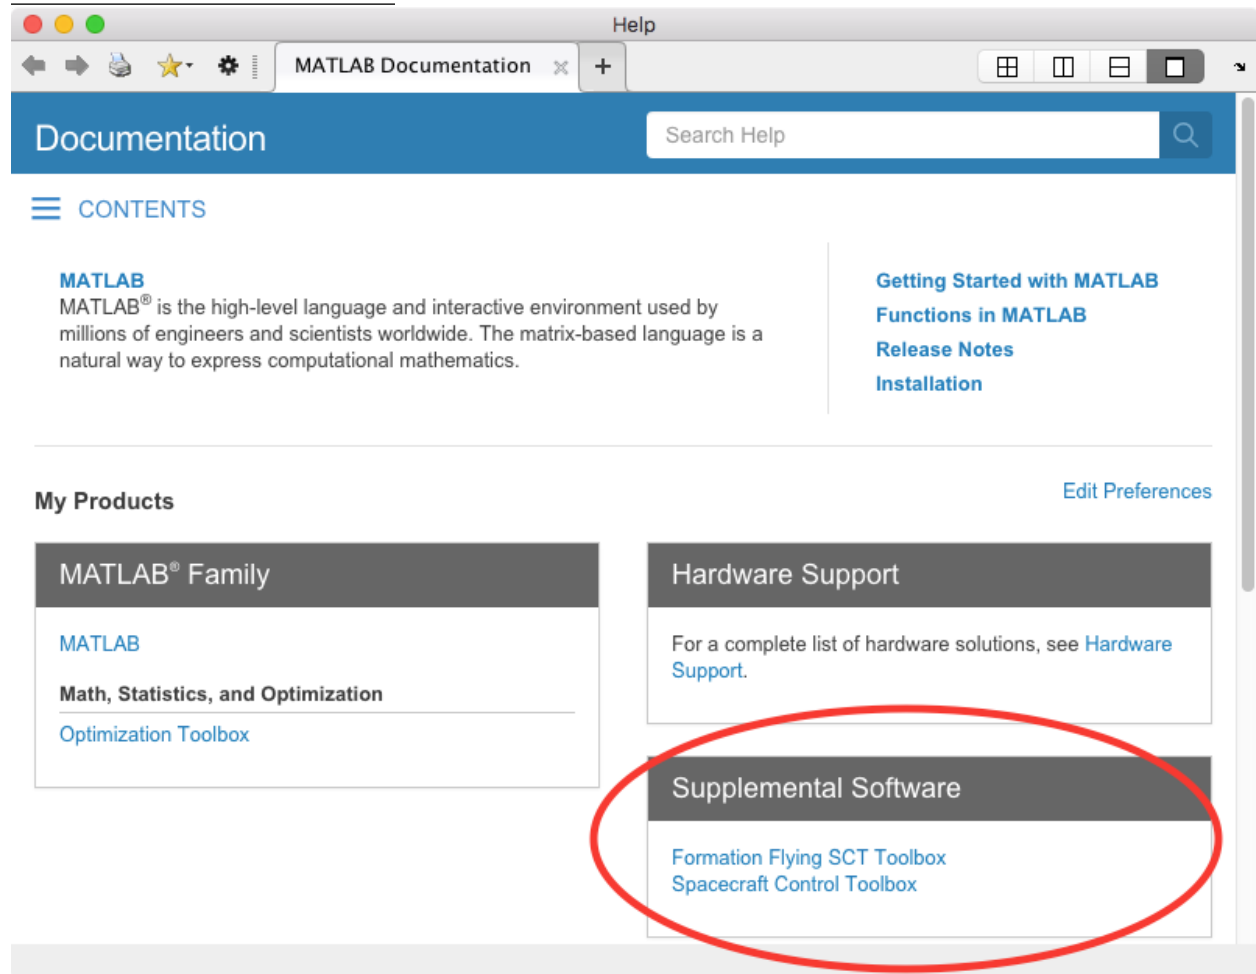 Help
MATLAB Documentation
Documentation
Search Help
CONTENTS
MATLAB
MATLAB® is the high-level language and interactive environment used by
millions of engineers and scientists worldwide. The matrix-based language is a
natural way to express computational mathematics.
Getting Started with MATLAB
Functions in MATLAB
Release Notes
Installation
My Products
Edit Preferences
MATLAB® Family
MATLAB
Math, Statistics, and Optimization
Optimization Toolbox
Hardware Support
For a complete list of hardware solutions, see Hardware
Support.
Supplemental Software
Formation Flying SCT Toolbox
Spacecraft Control Toolbox